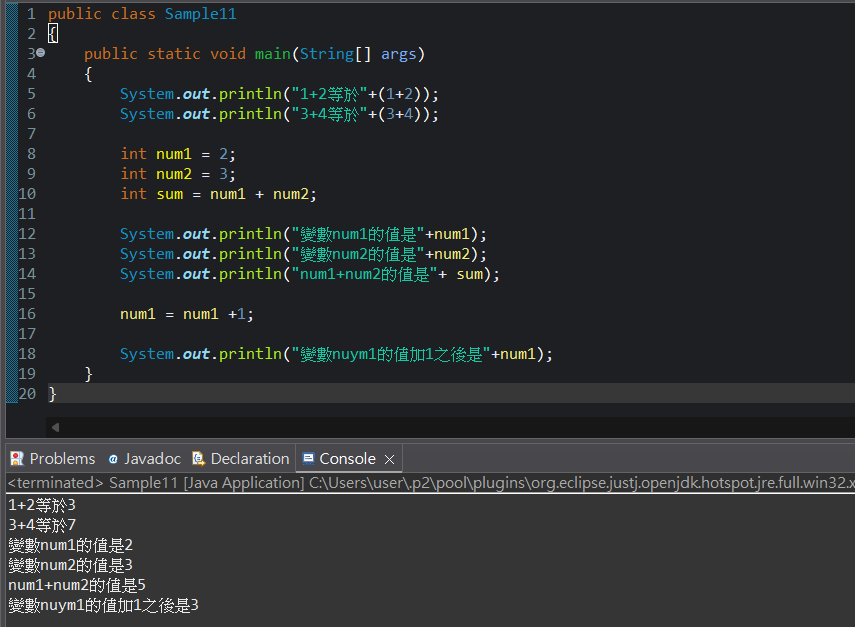 1 public class Sample11
2 {
3 public static void main(String[] args)
4 {
5 System.out.println("1+2等於"+(1+2));
6 System.out.println("3+4等於"+(3+4));
7
8 int num1 = 2;
9 int num2 = 3;
10 int sum = num1 + num2;
11
12 System.out.println("變數num1的值是"+num1);
13 System.out.println("變數num2的值是"+num2);
14 System.out.println("num1+num2的值是"+ sum);
15
16 num1 = num1 +1;
17
18 System.out.println("變數nuym1的值加1之後是"+num1);
19 }
20 }
Problems Javadoc Declaration Console
<terminated> Sample11 [Java Application] C:\Users\user\.p2\pool\plugins\org.eclipse.justj.openjdk.hotspot.jre.full.win32.x
1+2等於3
3+4等於7
變數num1的值是2
變數num2的值是3
num1+num2的值是5
變數nuym1的值加1之後是3